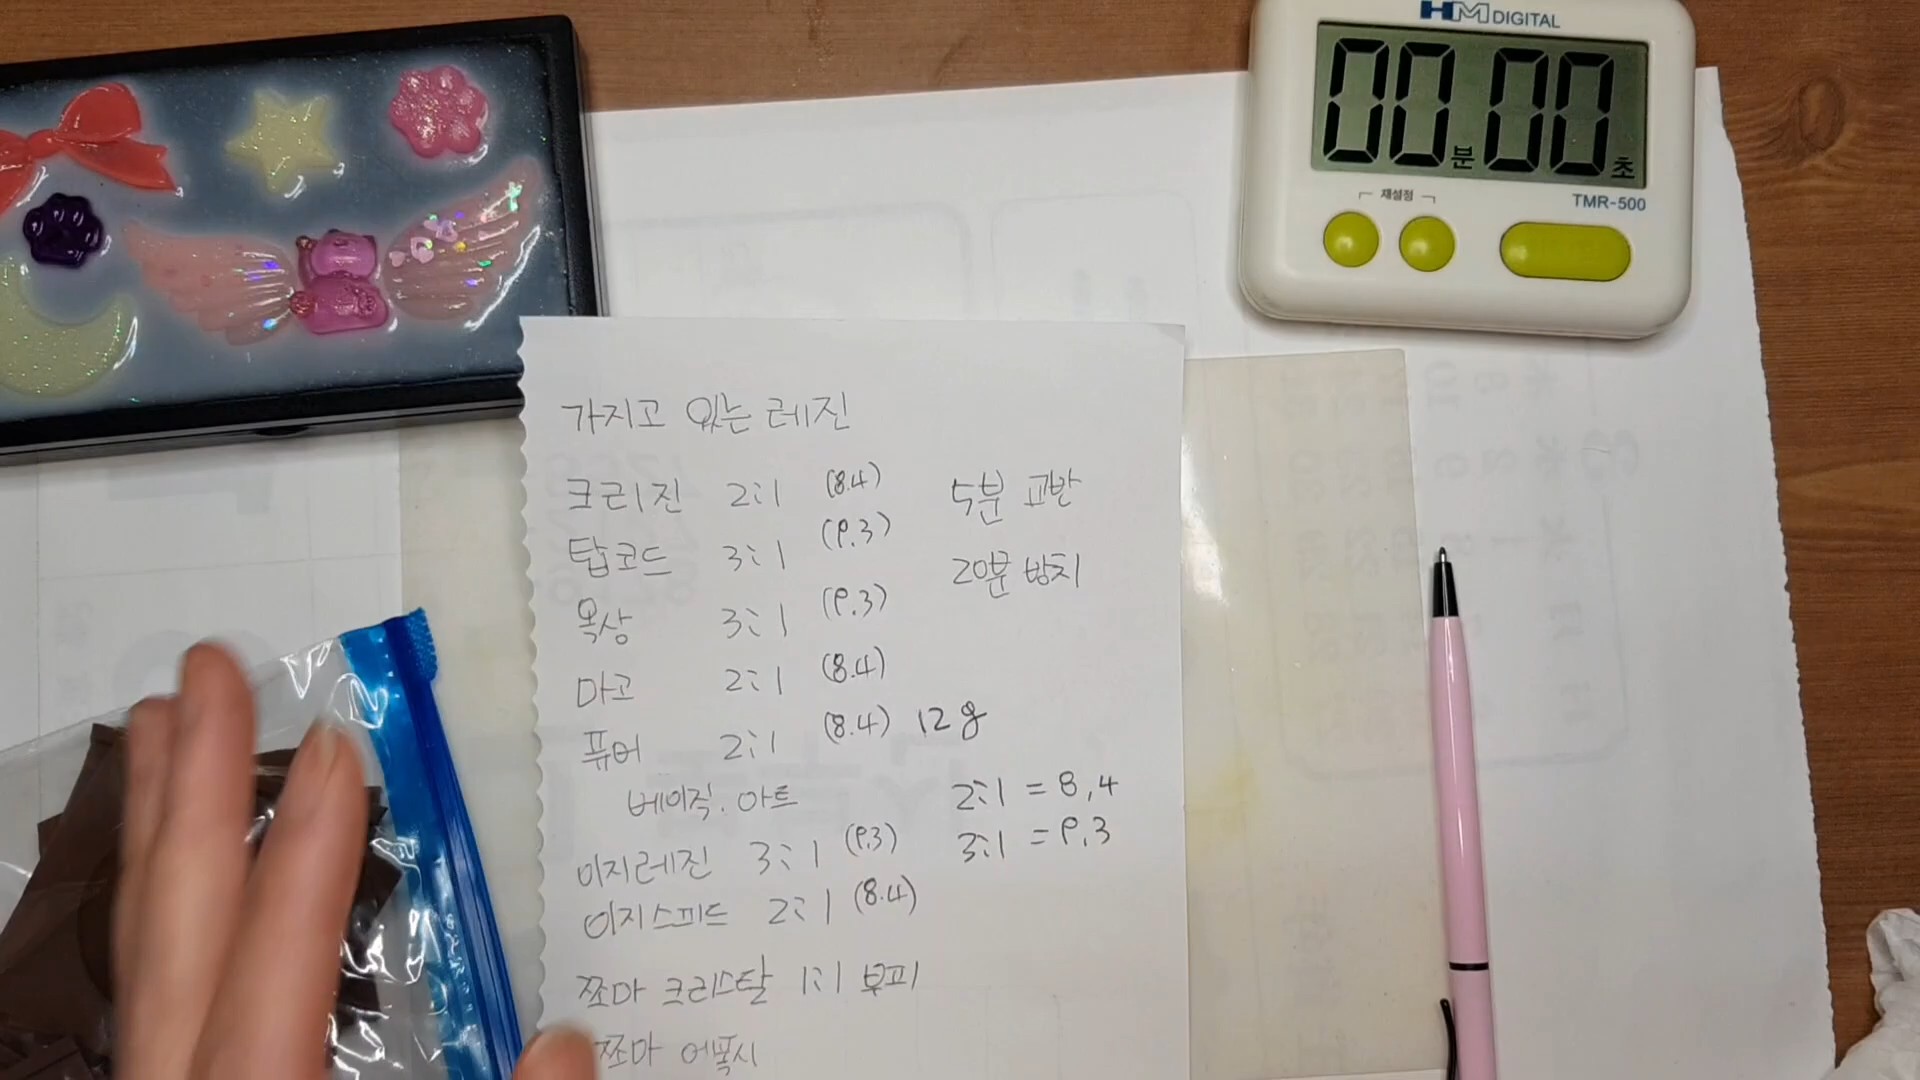 HM DIGITAL
00분 00초
재설정
TMR-500
가지고 있는 레진
크리진 2:1 (8.4) 5분 교반
탑코드 3:1 (9.3)
20분 방치
옥상 3:1 (9.3)
마고 2:1 (8.4)
퓨어 2:1 (8.4) 12g
베이직. 아트 2:1 = 8,4
이지레진 3:1 (9.3) 3:1 = 9.3
이지스피드 2:1 (8.4)
쪼마 크리스탈 1:1 부피
쪼마 에폭시